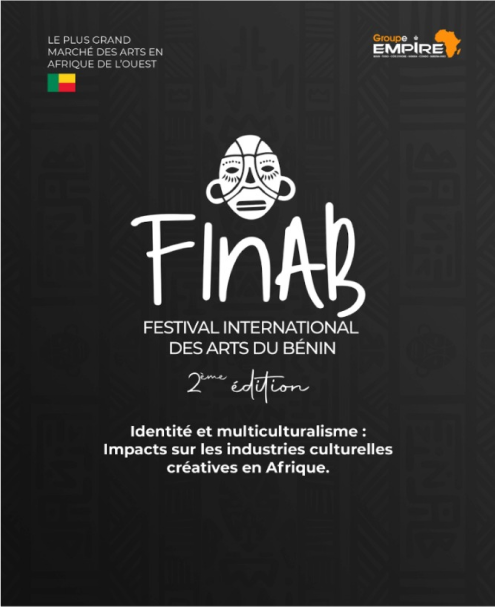 LE PLUS GRAND
MARCHÉ DES ARTS EN
AFRIQUE DE L'OUEST
Groupe
EMPIRE
FINAB
FESTIVAL INTERNATIONAL
DES ARTS DU BÉNIN
2ème édition
Identité et multiculturalisme :
Impacts sur les industries culturelles
créatives en Afrique.